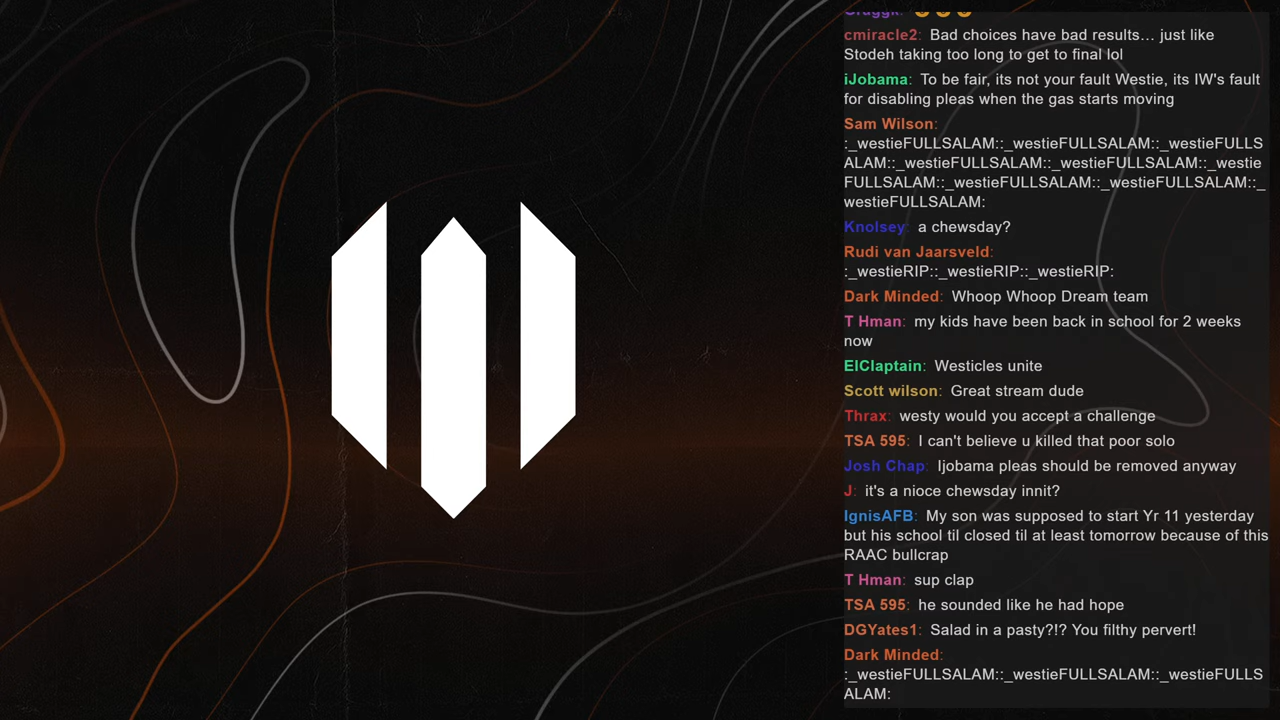 Gruggk:
cmiracle2: Bad choices have bad results… just like
Stodeh taking too long to get to final lol
iJobama: To be fair, its not your fault Westie, its IW's fault
for disabling pleas when the gas starts moving
Sam Wilson:
:_westieFULLSALAM::_westieFULLSALAM::_westieFULLS
ALAM::_westieFULLSALAM::_westieFULLSALAM::_westie
FULLSALAM::_westieFULLSALAM::_westieFULLSALAM::_
westieFULLSALAM:
Knolsey: a chewsday?
Rudi van Jaarsveld:
:_westieRIP::_westieRIP::_westieRIP:
Dark Minded: Whoop Whoop Dream team
T Hman: my kids have been back in school for 2 weeks
now
ElClaptain: Westicles unite
Scott wilson: Great stream dude
Thrax: westy would you accept a challenge
TSA 595: I can't believe u killed that poor solo
Josh Chap: Ijobama pleas should be removed anyway
J: it's a nioce chewsday innit?
IgnisAFB: My son was supposed to start Yr 11 yesterday
but his school til closed til at least tomorrow because of this
RAAC bullcrap
T Hman: sup clap
TSA 595: he sounded like he had hope
DGYates1: Salad in a pasty?!? You filthy pervert!
Dark Minded:
:_westieFULLSALAM::_westieFULLSALAM::_westieFULLS
ALAM: